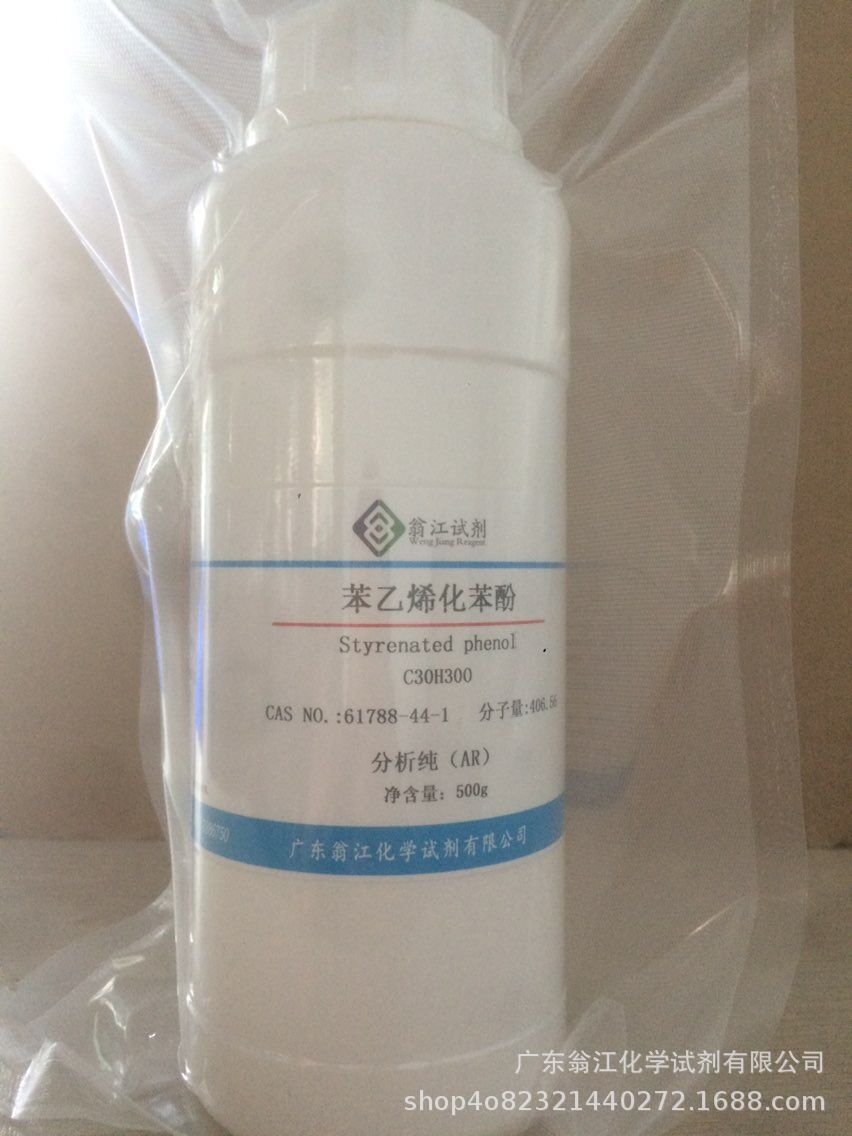 翁江试剂
Weng Jiang Reagent
苯乙烯化苯酚
Styrenated phenol
C30H30O
CAS NO.:61788-44-1 分子量:406.56
分析纯（AR）
净含量：500g
广东翁江化学试剂有限公司
广东翁江化学试剂有限公司
shop4o82321440272.1688.com